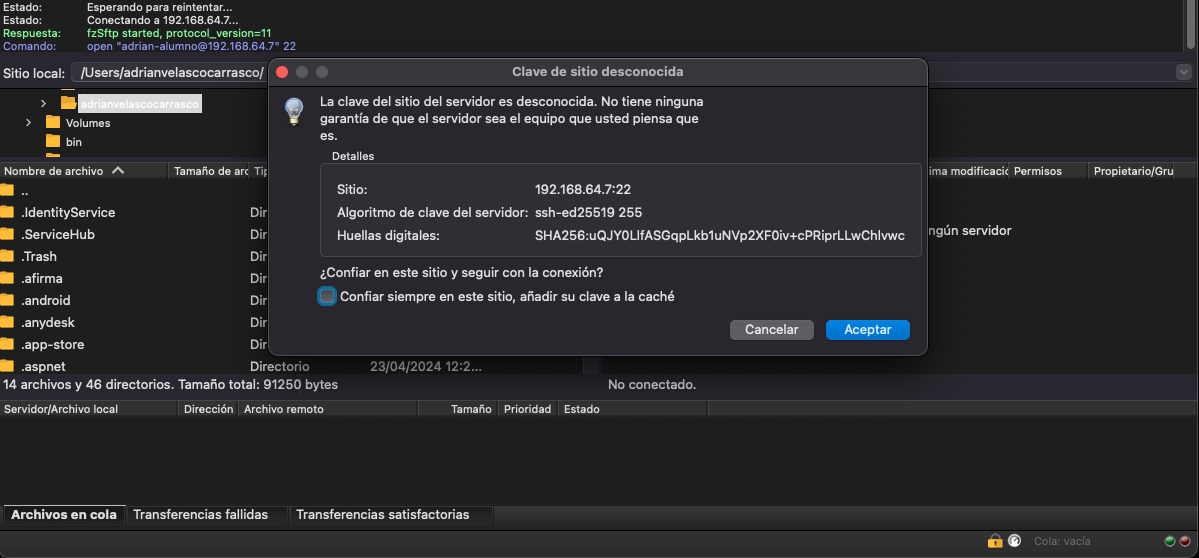 Estado: Esperando para reintentar...
Estado: Conectando a 192.168.64.7...
Respuesta: fzSftp started, protocol_version=11
Comando: open "adrian-alumno@192.168.64.7" 22
Sitio local: /Users/adrianvelascocarrasco/
adrianvelascocarrasco
Volumes
bin
Clave de sitio desconocida
La clave del sitio del servidor es desconocida. No tiene ninguna
garantía de que el servidor sea el equipo que usted piensa que
es.
Detalles
Sitio: 192.168.64.7:22
Algoritmo de clave del servidor: ssh-ed25519 255
Huellas digitales: SHA256:uQJY0LlfASGqpLkb1uNVp2XF0iv+cPRiprLLwChlvwc
¿Confiar en este sitio y seguir con la conexión?
Confiar siempre en este sitio, añadir su clave a la caché
Cancelar Aceptar
Nombre de archivo Tamaño de arc Tip ima modificació Permisos Propietario/Gru
..
.IdentityService Dir
.ServiceHub Dir
ngún servidor
.Trash Dir
.afirma Dir
.android Dir
.anydesk Dir
.app-store Dir
.aspnet Directorio 23/04/2024 12:2...
14 archivos y 46 directorios. Tamaño total: 91250 bytes
No conectado.
Servidor/Archivo local Dirección Archivo remoto Tamaño Prioridad Estado
Archivos en cola Transferencias fallidas Transferencias satisfactorias
Cola: vacía